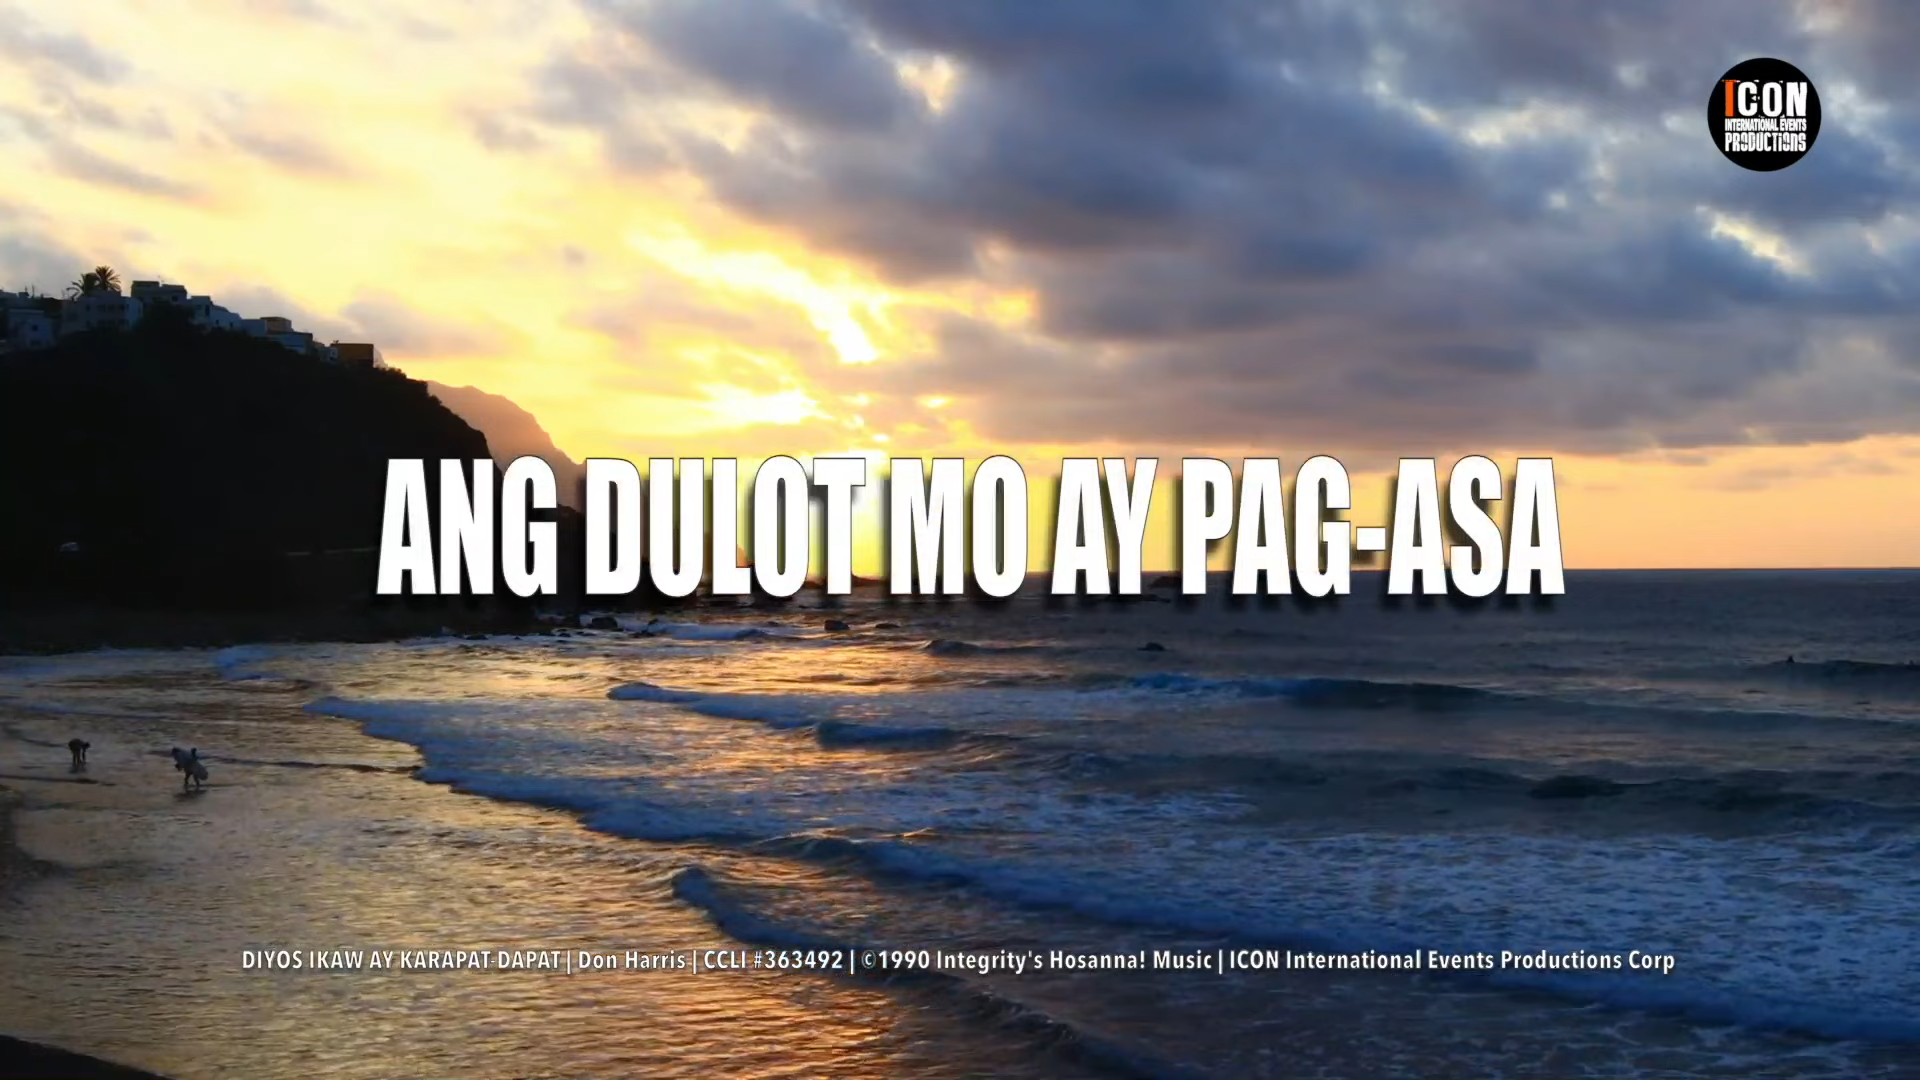 ICON
INTERNATIONAL EVENTS
PRODUCTIONS
ANG DULOT MO AY PAG-ASA
DIYOS IKAW AY KARAPAT-DAPAT | Don Harris | CCLI #363492 | ©1990 Integrity's Hosanna! Music | ICON International Events Productions Corp